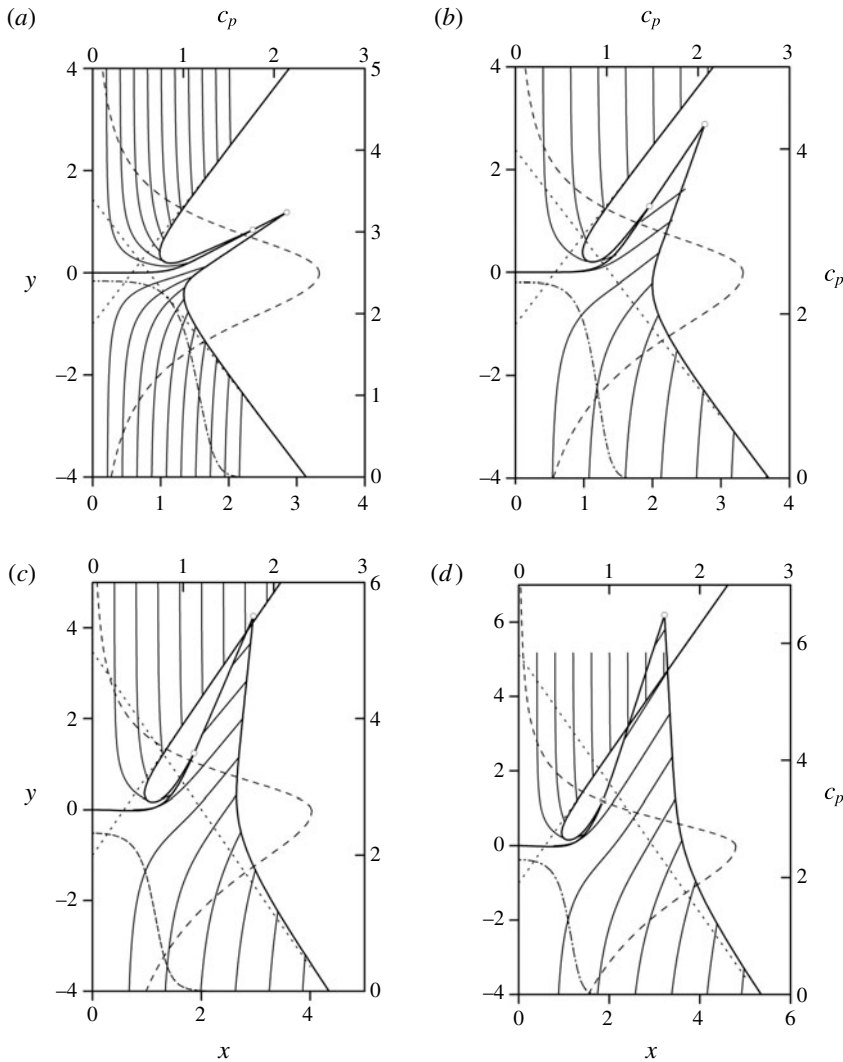 (a) c_p (b) c_p
0 1 2 3 0 1 2 3
4 5 4
2 4 2 4
3
y 0 0 c_p
2 2
−2 −2
1
−4 0 −4 0
0 1 2 3 4 0 1 2 3 4
(c) 0 1 2 3 (d) 0 1 2 3
6
4 6 6
4
4
2 4
2
y 0 y c_p
2 0 2
−2 −2
−4 0 −4 0
0 2 4 0 2 4 6
x x